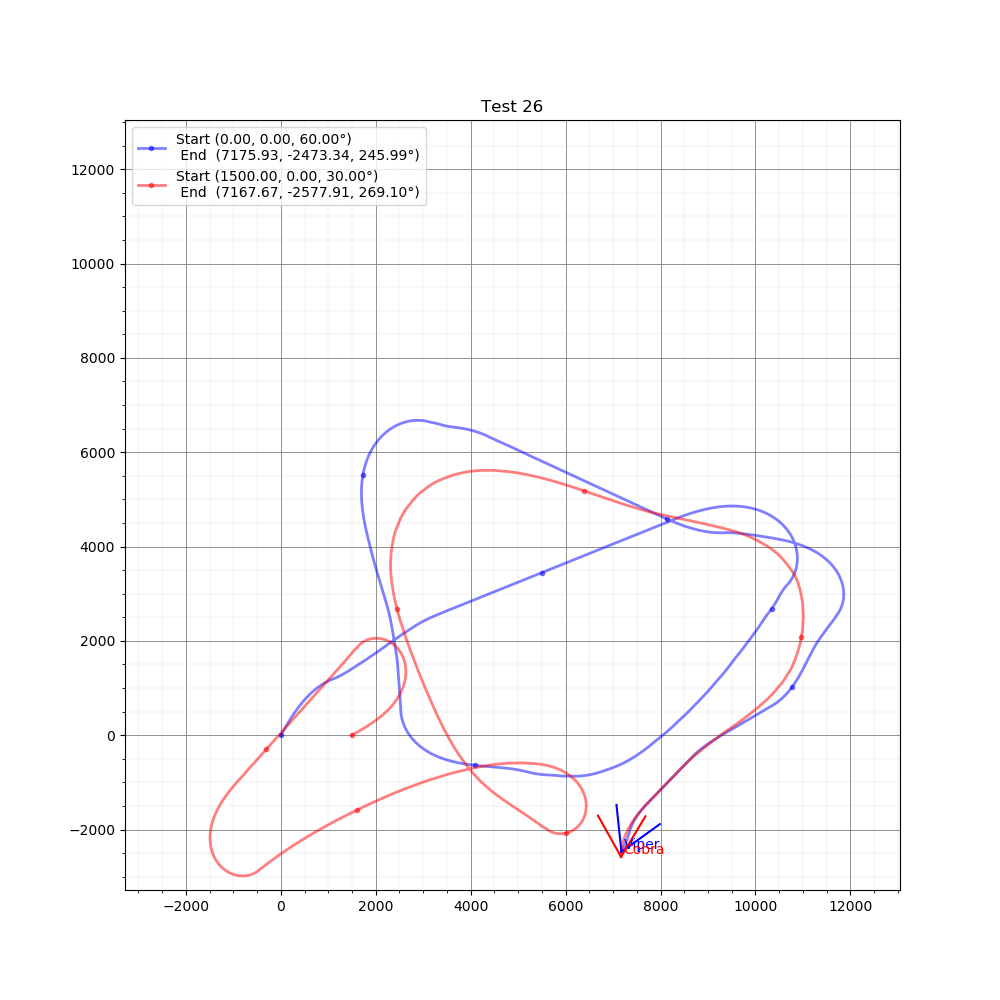 Test 26
Start (0.00, 0.00, 60.00°)
End (7175.93, -2473.34, 245.99°)
Start (1500.00, 0.00, 30.00°)
End (7167.67, -2577.91, 269.10°)
12000
10000
8000
6000
4000
2000
0
−2000
Cobra
−2000 0 2000 4000 6000 8000 10000 12000